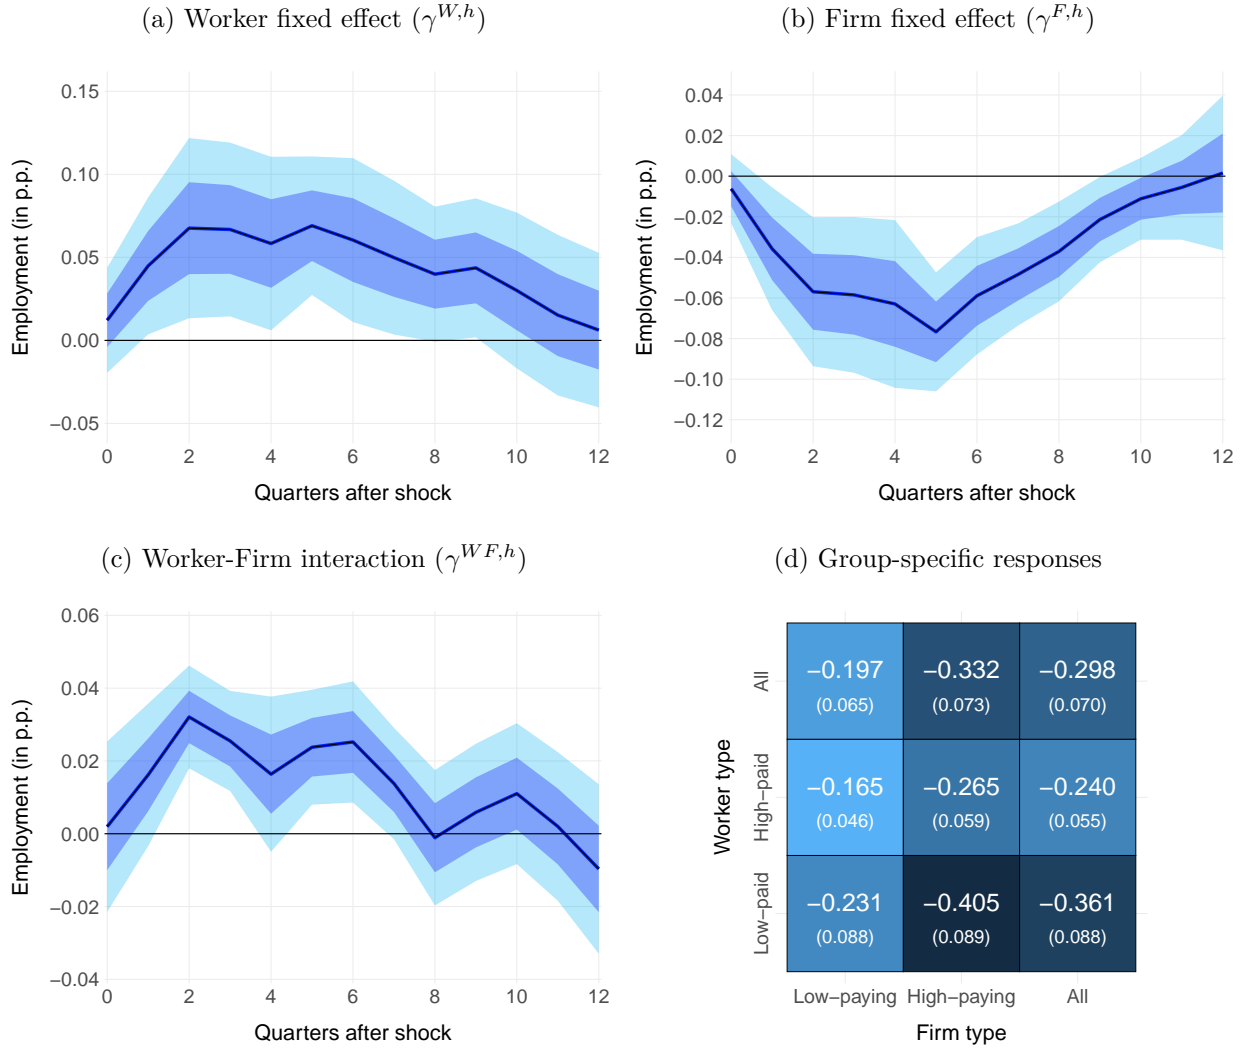 (a) Worker fixed effect (γ^{W,h})
Employment (in p.p.)
0.15
0.10
0.05
0.00
−0.05
0 2 4 6 8 10 12
Quarters after shock
(b) Firm fixed effect (γ^{F,h})
Employment (in p.p.)
0.04
0.02
0.00
−0.02
−0.04
−0.06
−0.08
−0.10
−0.12
0 2 4 6 8 10 12
Quarters after shock
(c) Worker-Firm interaction (γ^{WF,h})
Employment (in p.p.)
0.06
0.04
0.02
0.00
−0.02
−0.04
0 2 4 6 8 10 12
Quarters after shock
(d) Group-specific responses
Worker type
All
−0.197 −0.332 −0.298
(0.065) (0.073) (0.070)
High−paid
−0.165 −0.265 −0.240
(0.046) (0.059) (0.055)
Low−paid
−0.231 −0.405 −0.361
(0.088) (0.089) (0.088)
Low−paying High−paying All
Firm type